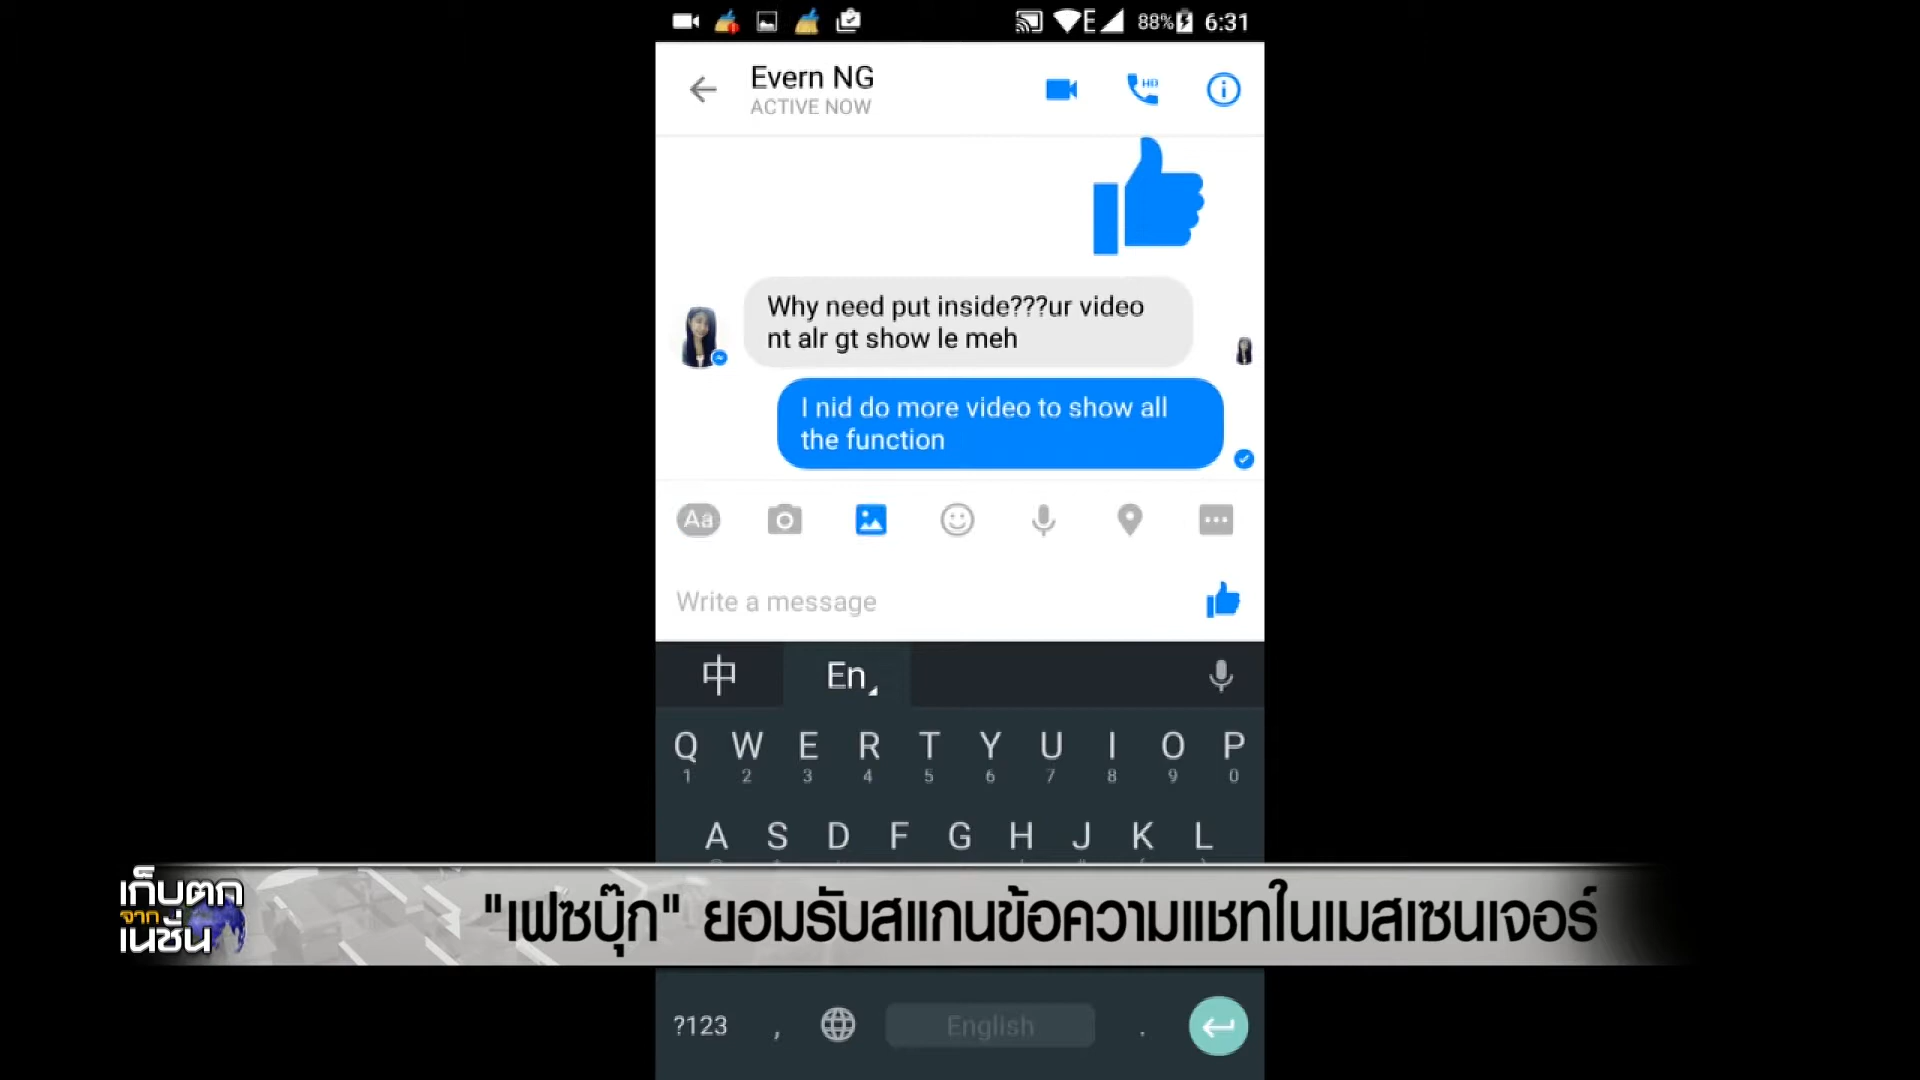 88% 6:31
Evern NG
ACTIVE NOW
HD
Why need put inside???ur video
nt alr gt show le meh
I nid do more video to show all
the function
Aa
Write a message
中 En
Q W E R T Y U I O P
1 2 3 4 5 6 7 8 9 0
A S D F G H J K L
เก็บตก
จาก
เนชั่น
"เฟซบุ๊ก" ยอมรับสแกนข้อความแชทในเมสเซนเจอร์
?123 , English .